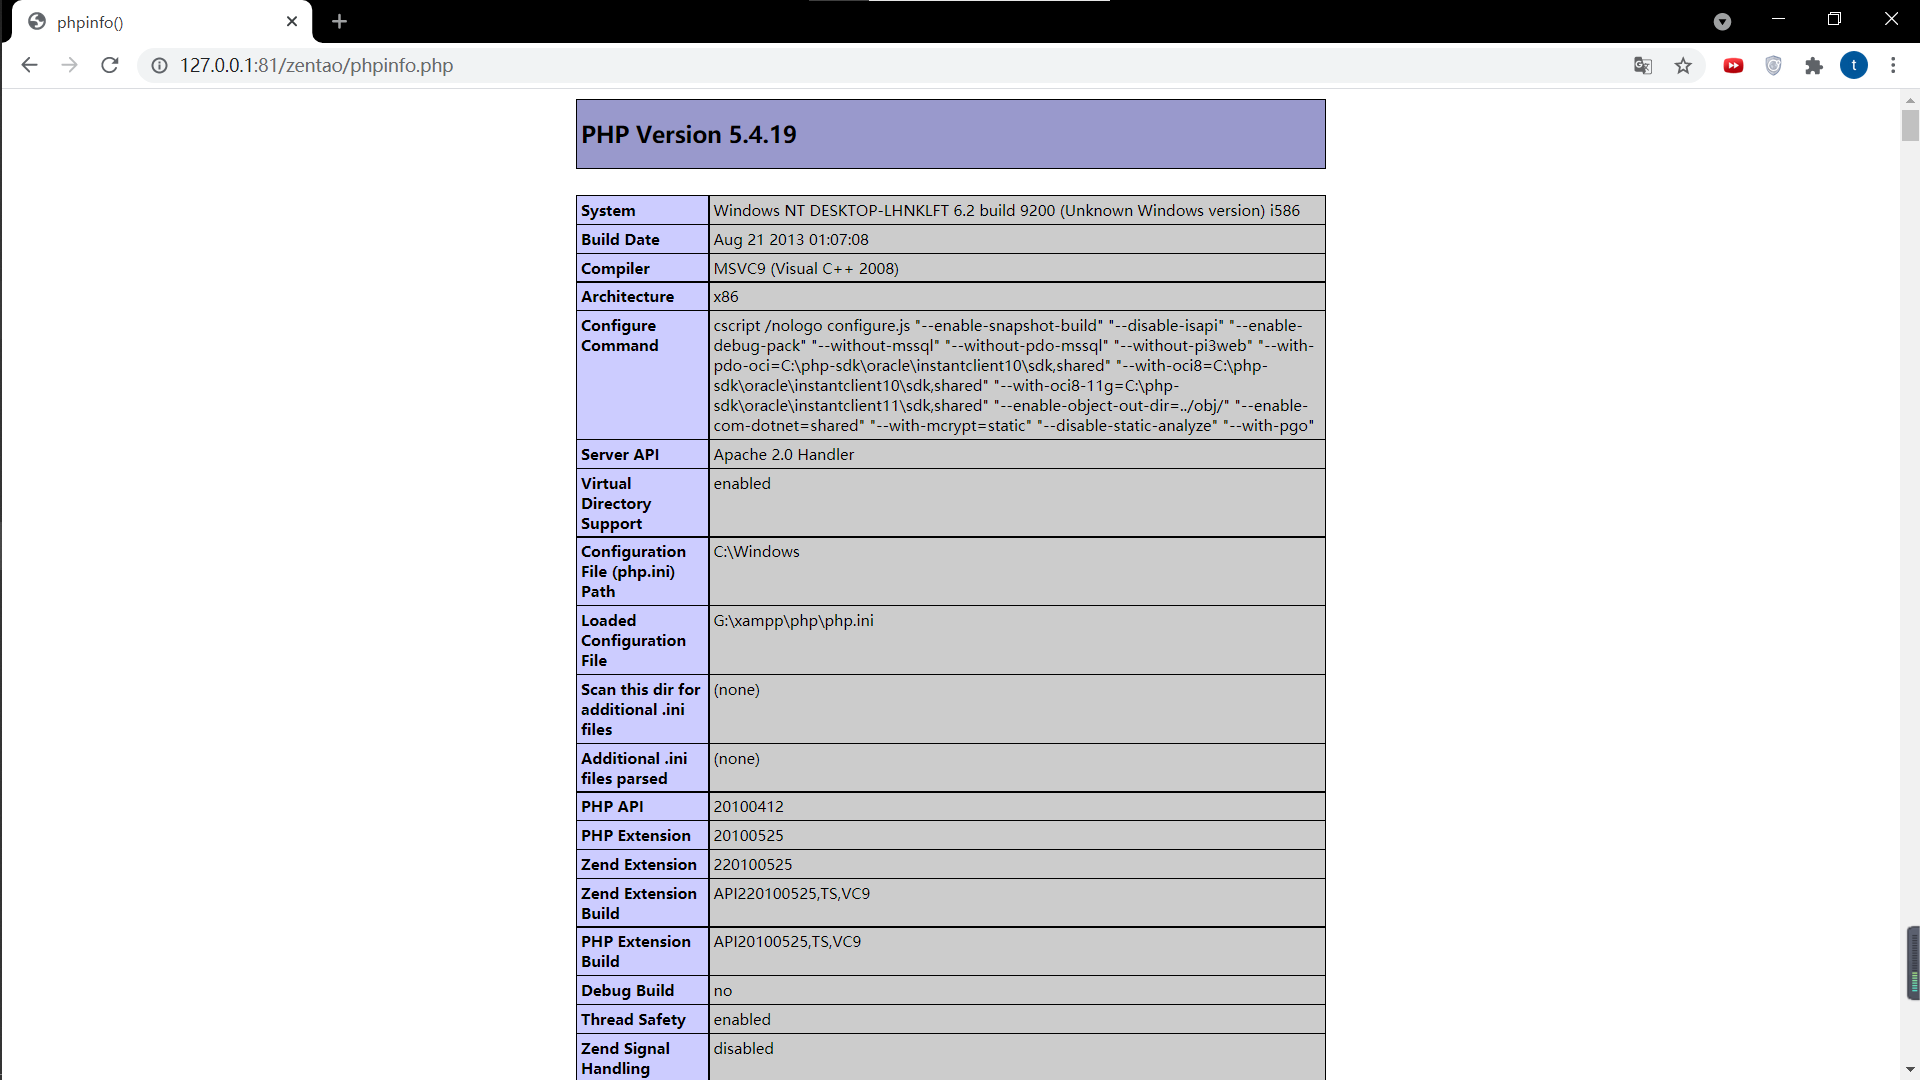 phpinfo()
127.0.0.1:81/zentao/phpinfo.php
t
PHP Version 5.4.19
System
Windows NT DESKTOP-LHNKLFT 6.2 build 9200 (Unknown Windows version) i586
Build Date
Aug 21 2013 01:07:08
Compiler
MSVC9 (Visual C++ 2008)
Architecture
x86
Configure
Command
cscript /nologo configure.js "--enable-snapshot-build" "--disable-isapi" "--enable-
debug-pack" "--without-mssql" "--without-pdo-mssql" "--without-pi3web" "--with-
pdo-oci=C:\php-sdk\oracle\instantclient10\sdk,shared" "--with-oci8=C:\php-
sdk\oracle\instantclient10\sdk,shared" "--with-oci8-11g=C:\php-
sdk\oracle\instantclient11\sdk,shared" "--enable-object-out-dir=../obj/" "--enable-
com-dotnet=shared" "--with-mcrypt=static" "--disable-static-analyze" "--with-pgo"
Server API
Apache 2.0 Handler
Virtual
Directory
Support
enabled
Configuration
File (php.ini)
Path
C:\Windows
Loaded
Configuration
File
G:\xampp\php\php.ini
Scan this dir for
additional .ini
files
(none)
Additional .ini
files parsed
(none)
PHP API
20100412
PHP Extension
20100525
Zend Extension
220100525
Zend Extension
Build
API220100525,TS,VC9
PHP Extension
Build
API20100525,TS,VC9
Debug Build
no
Thread Safety
enabled
Zend Signal
Handling
disabled